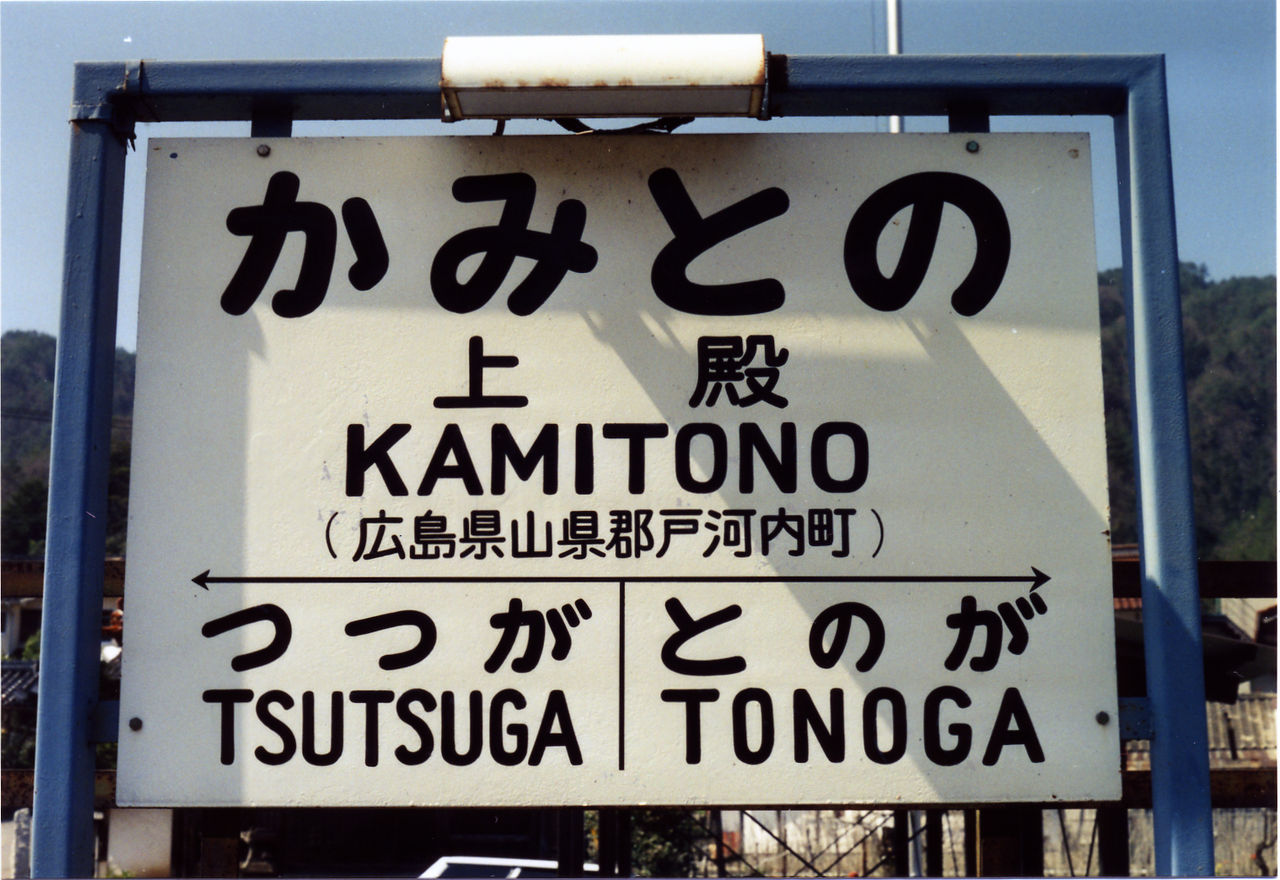 かみとの
上殿
KAMITONO
(広島県山県郡戸河内町)
つつが とのが
TSUTSUGA TONOGA